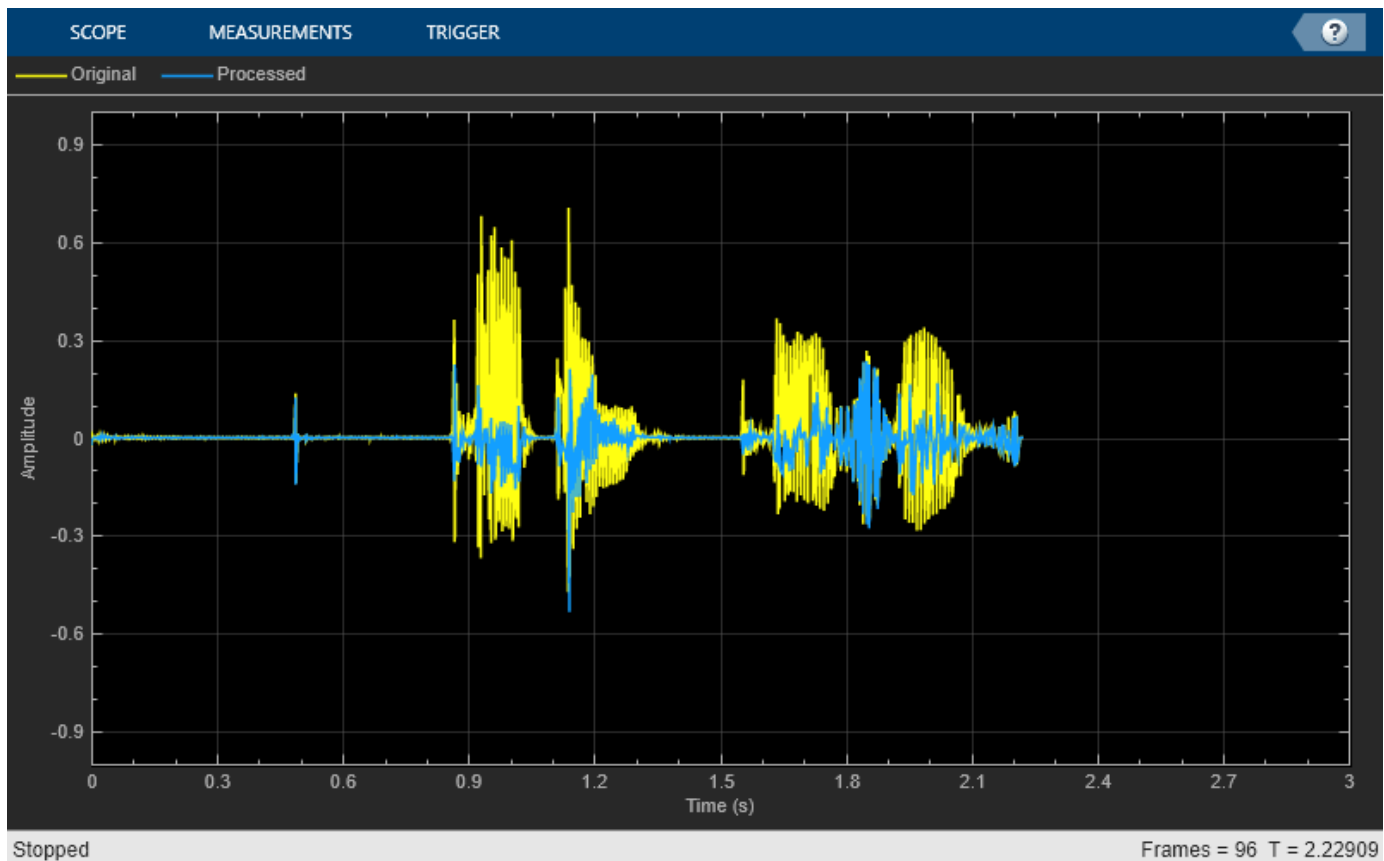 SCOPE MEASUREMENTS TRIGGER ?
Original Processed
0.9
0.6
0.3
0
-0.3
-0.6
-0.9
Amplitude
0 0.3 0.6 0.9 1.2 1.5 1.8 2.1 2.4 2.7 3
Time (s)
Stopped Frames = 96 T = 2.22909